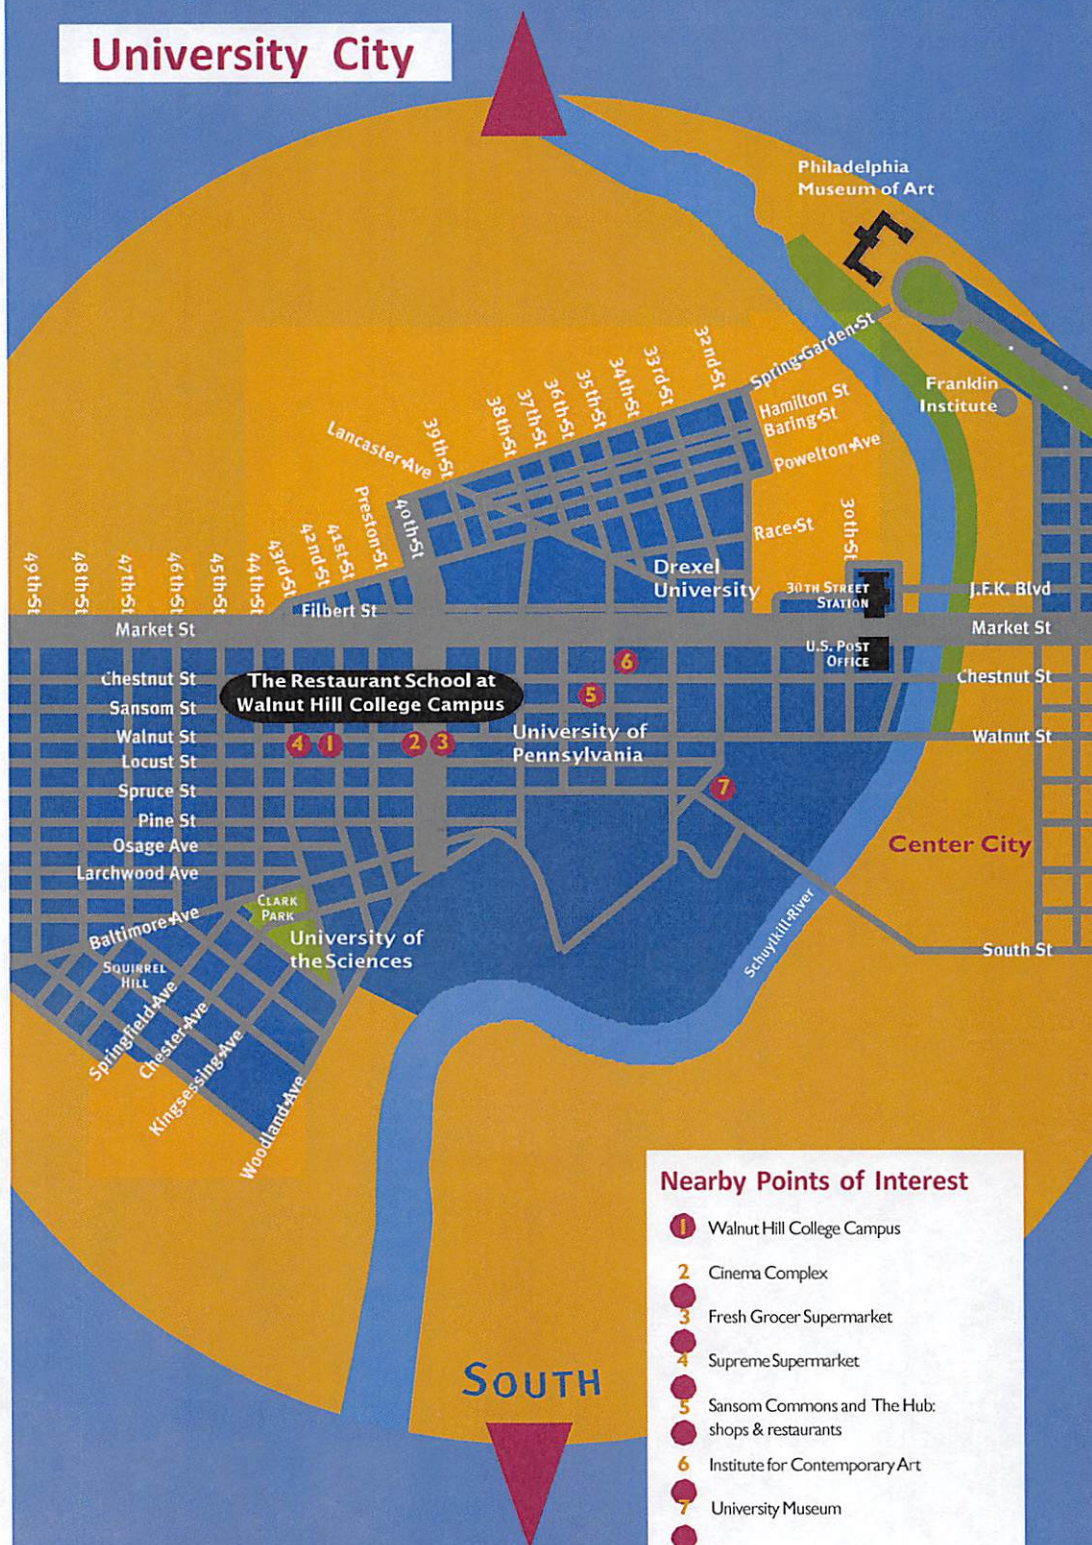 University City
Philadelphia
Museum of Art
Spring Garden St
32nd St
33rd St
34th St
35th St
36th St
37th St
38th St
39th St
Lancaster Ave
Hamilton St
Baring St
Powelton Ave
Franklin
Institute
Preston St
40th St
41st St
42nd St
43rd St
44th St
45th St
46th St
47th St
48th St
49th St
30th St
Race St
Drexel
University
30TH STREET
STATION
J.F.K. Blvd
Filbert St
Market St
Market St
U.S. POST
OFFICE
6
Chestnut St
The Restaurant School at
Walnut Hill College Campus
Chestnut St
5
Sansom St
University of
Pennsylvania
Walnut St
4 1 2 3
Walnut St
Locust St
Spruce St
7
Pine St
Osage Ave
Center City
Larchwood Ave
CLARK
PARK
Baltimore Ave
University of
the Sciences
Schuylkill River
South St
SQUIRREL
HILL
Springfield Ave
Chester Ave
Kingsessing Ave
Woodland Ave
Nearby Points of Interest
1 Walnut Hill College Campus
2 Cinema Complex
3 Fresh Grocer Supermarket
4 Supreme Supermarket
5 Sansom Commons and The Hub:
shops & restaurants
6 Institute for Contemporary Art
7 University Museum
SOUTH